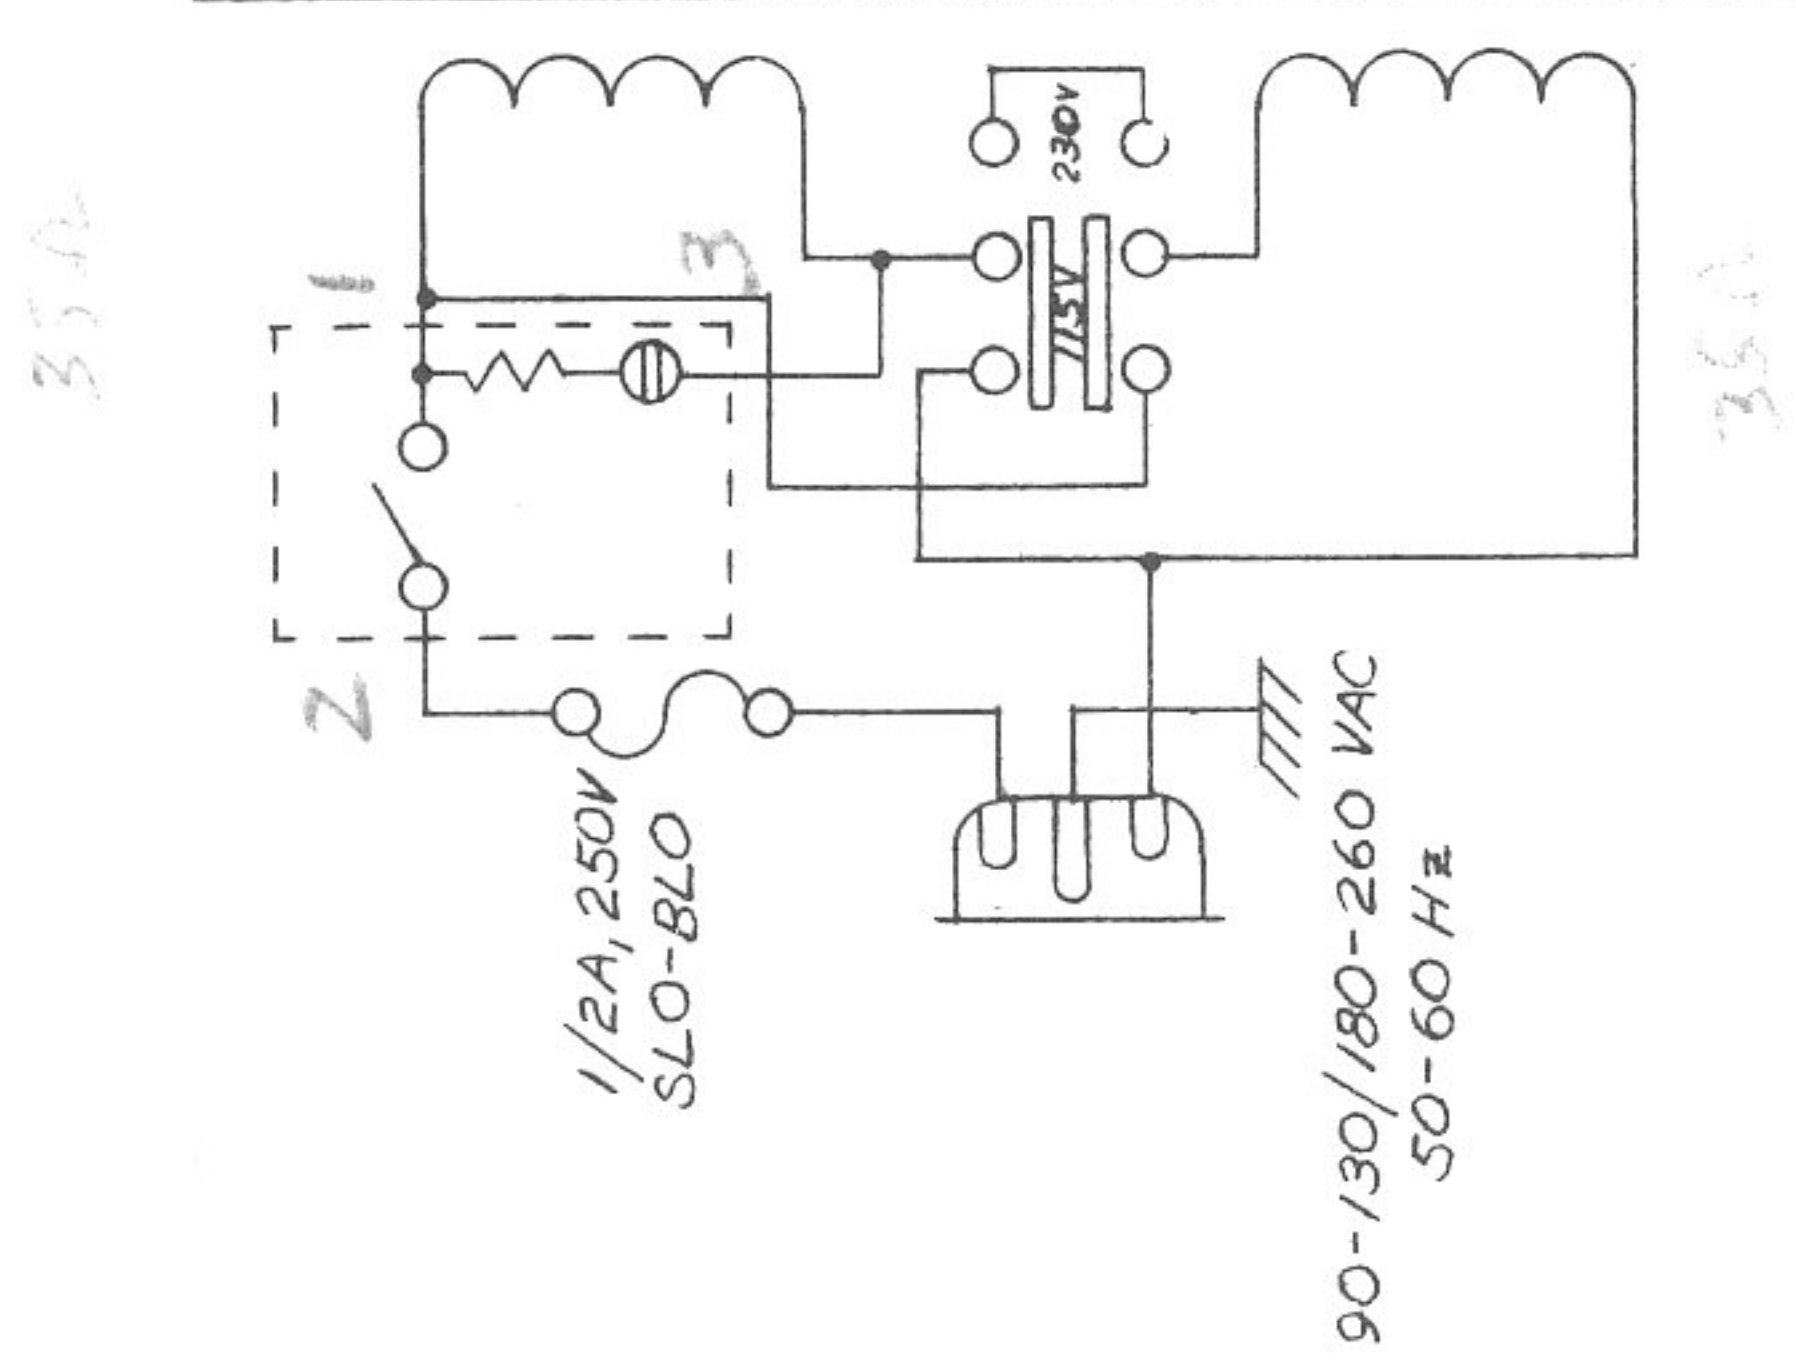 35Ω
1
3
2
230V
115V
35Ω
1/2A, 250V
SLO-BLO
90-130/180-260 VAC
50-60 Hz